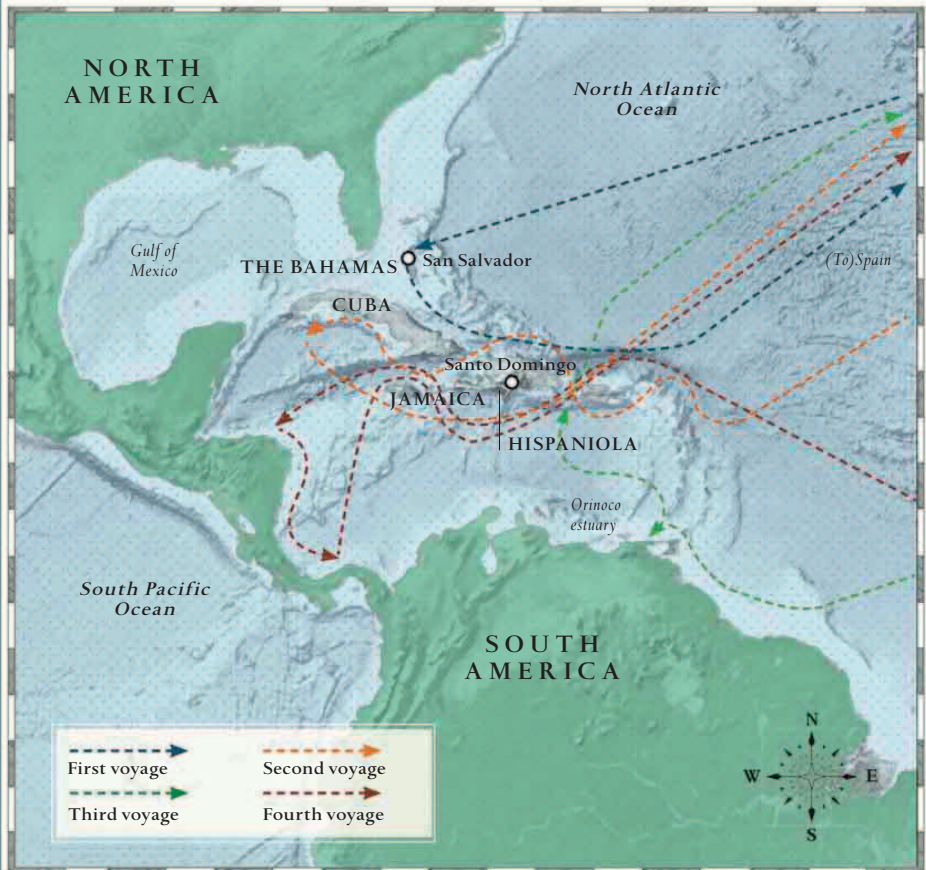 NORTH
AMERICA
North Atlantic
Ocean
Gulf of
Mexico
THE BAHAMAS
San Salvador
(To)Spain
CUBA
Santo Domingo
JAMAICA
HISPANIOLA
Orinoco
estuary
South Pacific
Ocean
SOUTH
AMERICA
First voyage
Second voyage
Third voyage
Fourth voyage
N
W
E
S